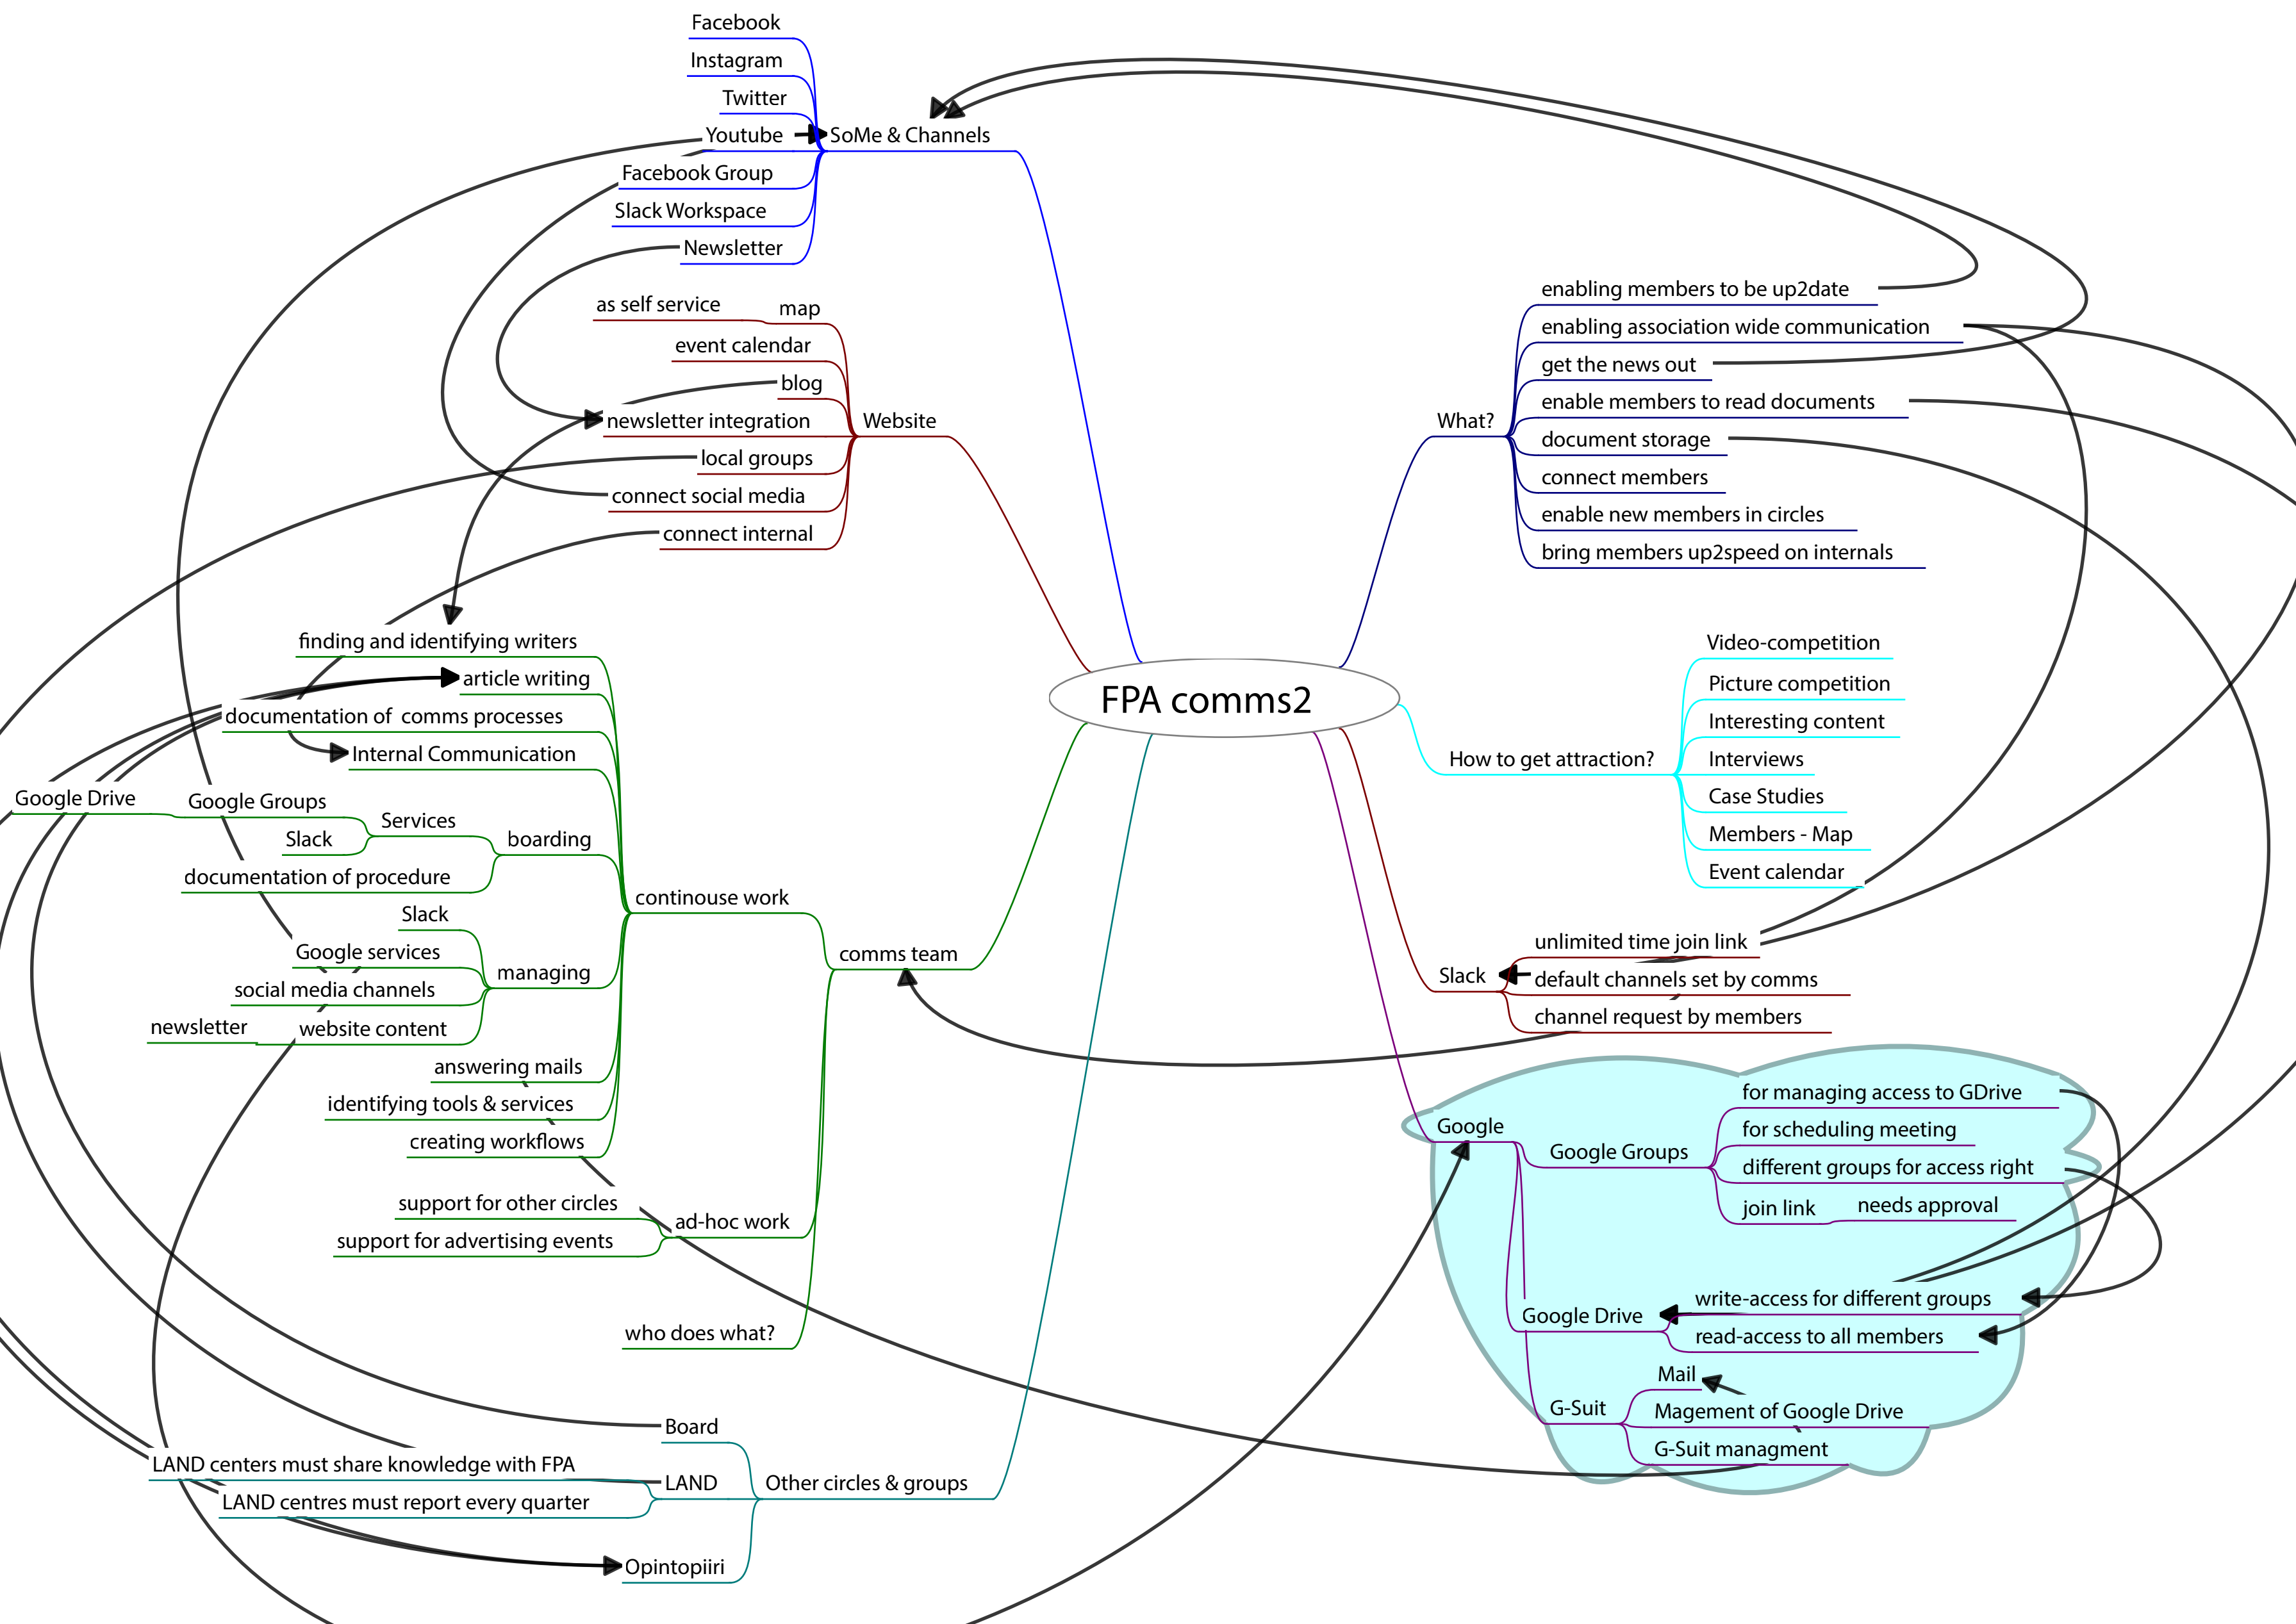 Facebook
Instagram
Twitter
Youtube
SoMe & Channels
Facebook Group
Slack Workspace
Newsletter
as self service
map
event calendar
blog
newsletter integration
Website
local groups
connect social media
connect internal
enabling members to be up2date
enabling association wide communication
get the news out
enable members to read documents
What?
document storage
connect members
enable new members in circles
bring members up2speed on internals
FPA comms2
Video-competition
Picture competition
Interesting content
How to get attraction?
Interviews
Case Studies
Members - Map
Event calendar
finding and identifying writers
article writing
documentation of  comms processes
Internal Communication
Google Drive
Google Groups
Services
Slack
boarding
documentation of procedure
continouse work
Slack
Google services
managing
social media channels
newsletter
website content
comms team
answering mails
identifying tools & services
creating workflows
support for other circles
ad-hoc work
support for advertising events
who does what?
unlimited time join link
Slack
default channels set by comms
channel request by members
Google
for managing access to GDrive
for scheduling meeting
Google Groups
different groups for access right
join link
needs approval
write-access for different groups
Google Drive
read-access to all members
Mail
G-Suit
Magement of Google Drive
G-Suit managment
Board
LAND centers must share knowledge with FPA
LAND
Other circles & groups
LAND centres must report every quarter
Opintopiiri